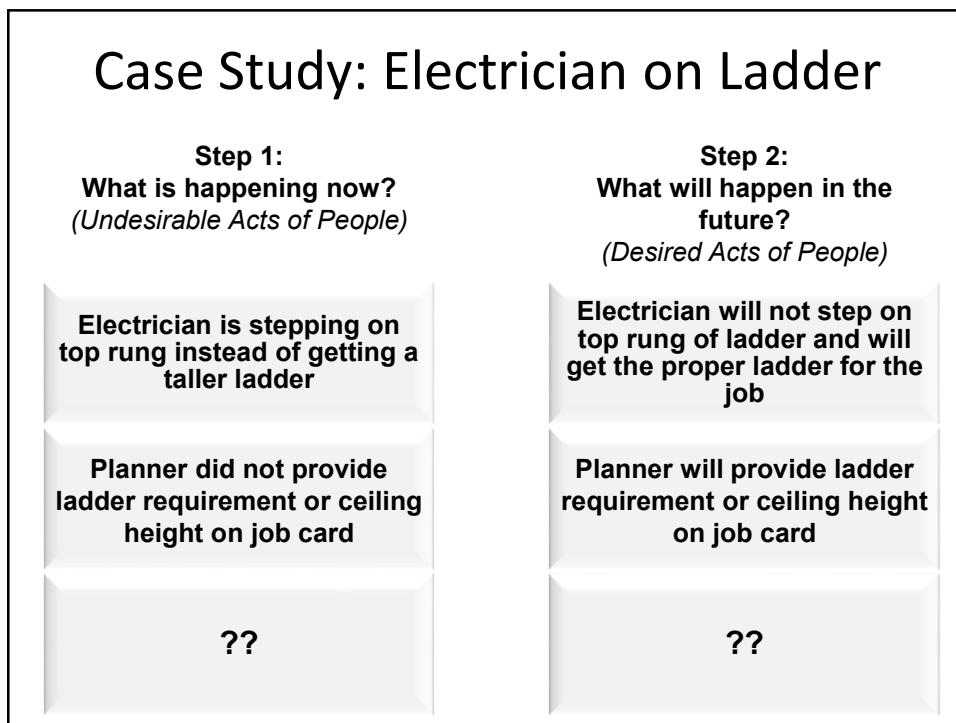 Case Study: Electrician on Ladder
Step 1:
What is happening now?
(Undesirable Acts of People)
Step 2:
What will happen in the
future?
(Desired Acts of People)
Electrician is stepping on
top rung instead of getting a
taller ladder
Electrician will not step on
top rung of ladder and will
get the proper ladder for the
job
Planner did not provide
ladder requirement or ceiling
height on job card
Planner will provide ladder
requirement or ceiling height
on job card
??
??